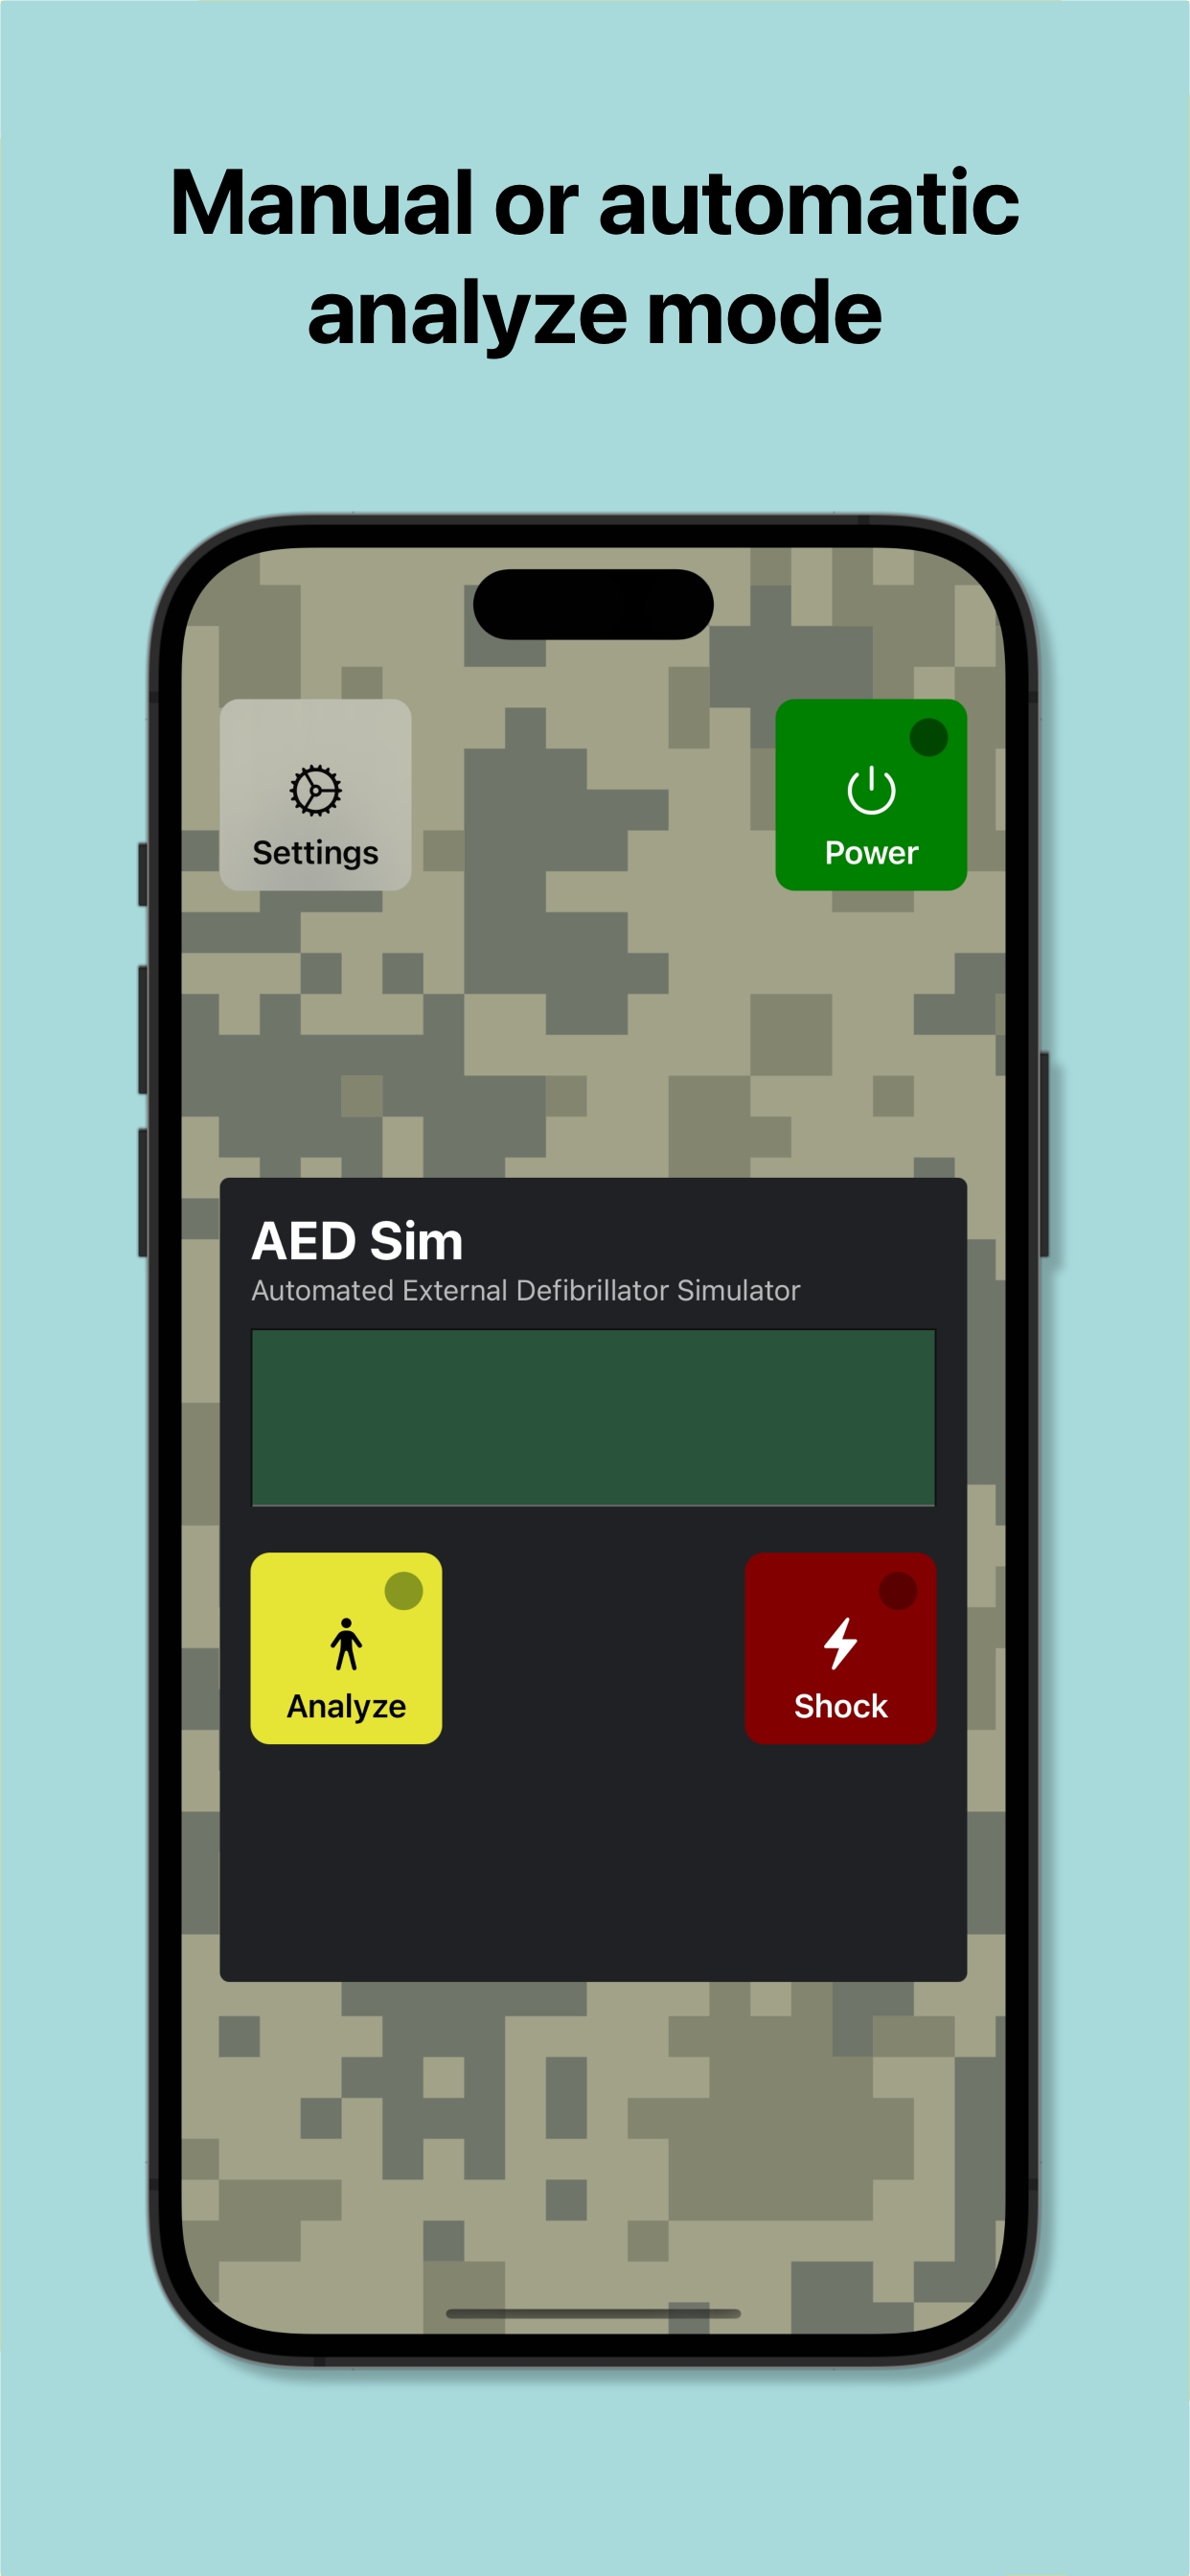 Manual or automatic
analyze mode
Settings
Power
AED Sim
Automated External Defibrillator Simulator
Analyze
Shock